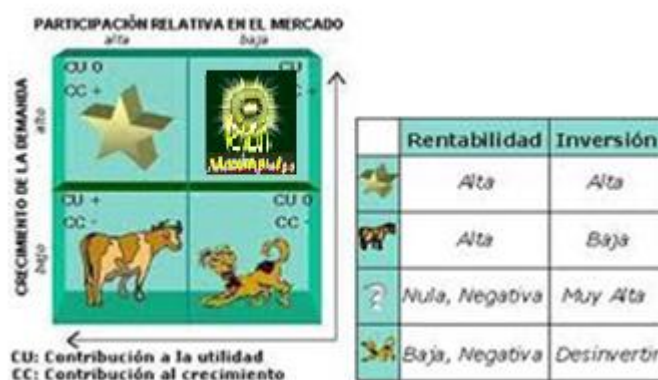 PARTICIPACIÓN RELATIVA EN EL MERCADO
alta baja
CRECIMIENTO DE LA DEMANDA
alto
bajo
CU 0
CC +
CU
CU +
CC -
CU 0
CC -
CU: Contribución a la utilidad
CC: Contribución al crecimiento
Rentabilidad Inversión
Alta Alta
Alta Baja
? Nula, Negativa Muy Alta
Baja, Negativa Desinvertir